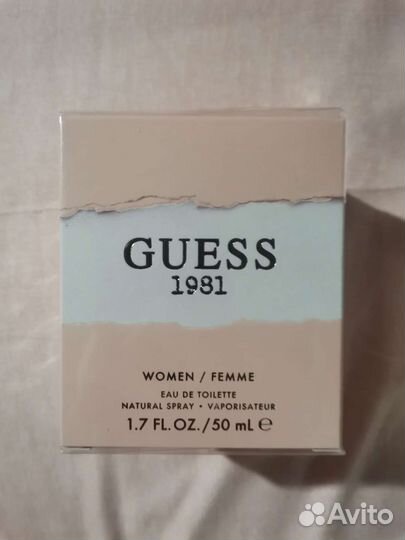 GUESS
1981
WOMEN / FEMME
EAU DE TOILETTE
NATURAL SPRAY • VAPORISATEUR
1.7 FL. OZ./50 mL ℮
Avito